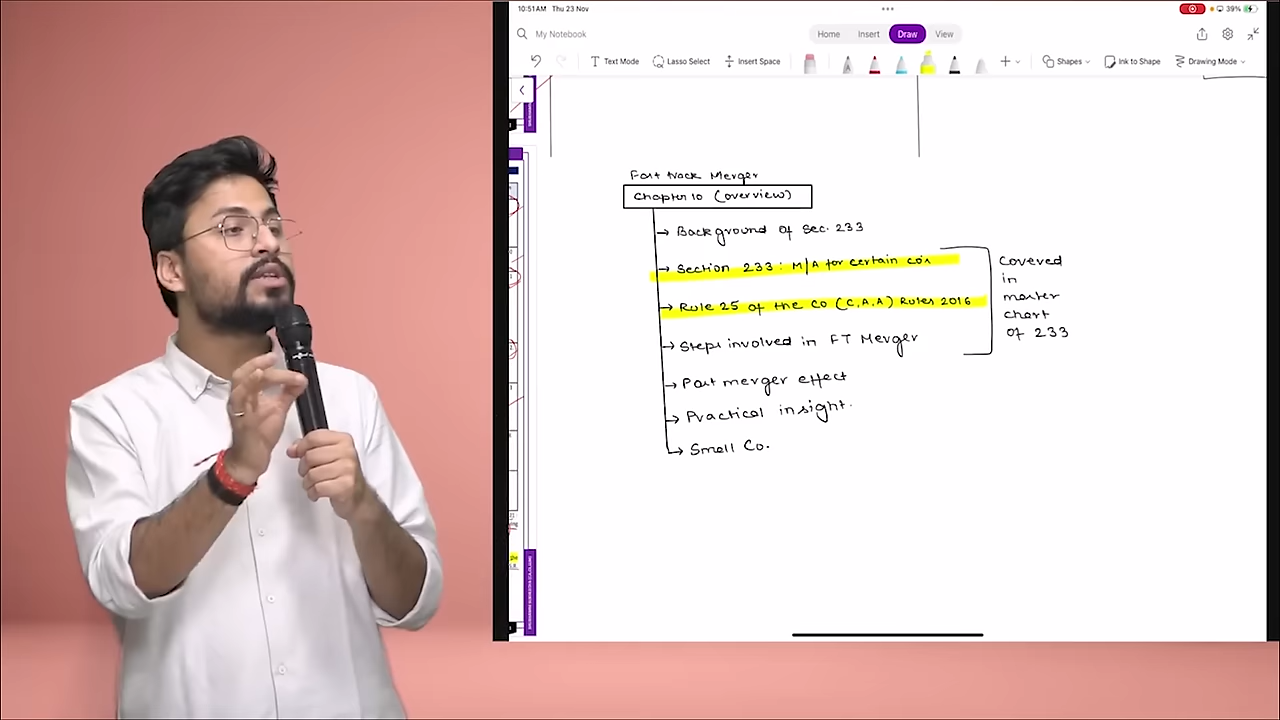 10:51AM Thu 23 Nov
39%
My Notebook
Home Insert Draw View
Text Mode Lasso Select Insert Space Shapes Ink to Shape Drawing Mode
Fast track Merger
Chapter 10 (overview)
→ Background of Sec. 233
→ Section 233 : M/A for certain co's
→ Rule 25 of the Co (C.A.A) Rules 2016
→ Steps involved in FT Merger
→ Post merger effect
→ Practical insight.
→ Small Co.
Covered
in
master
chart
of 233